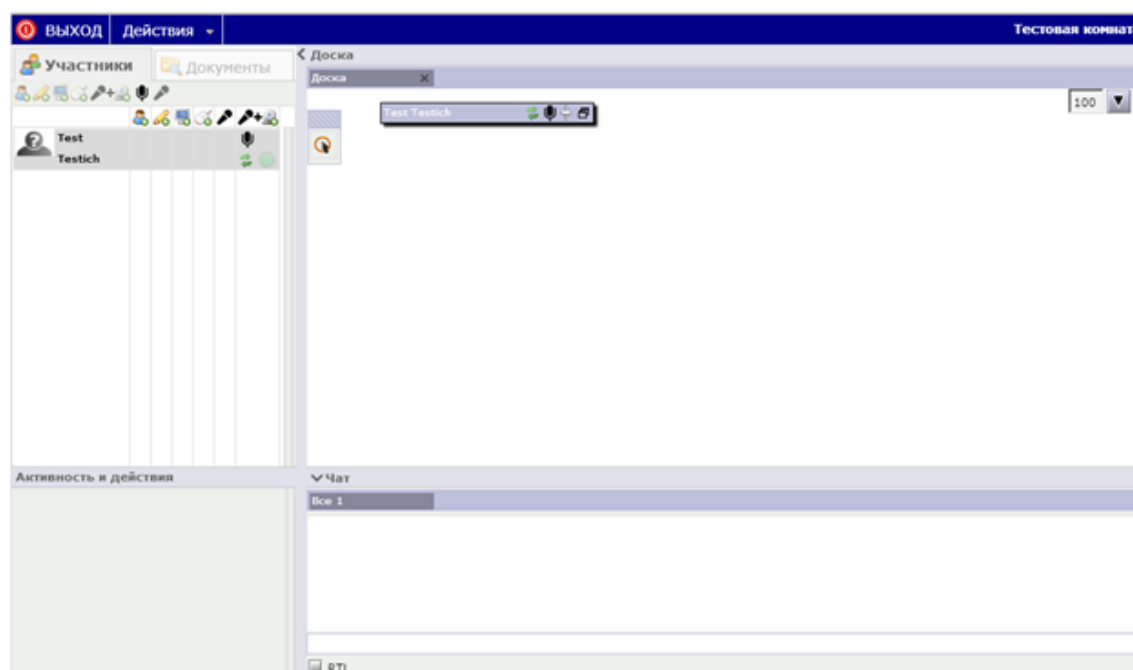 ВЫХОД Действия Тестовая комнат
Участники Документы
Доска
Доска
Test Testich
100
Test
Testich
Активность и действия
Чат
Все 1
RTL